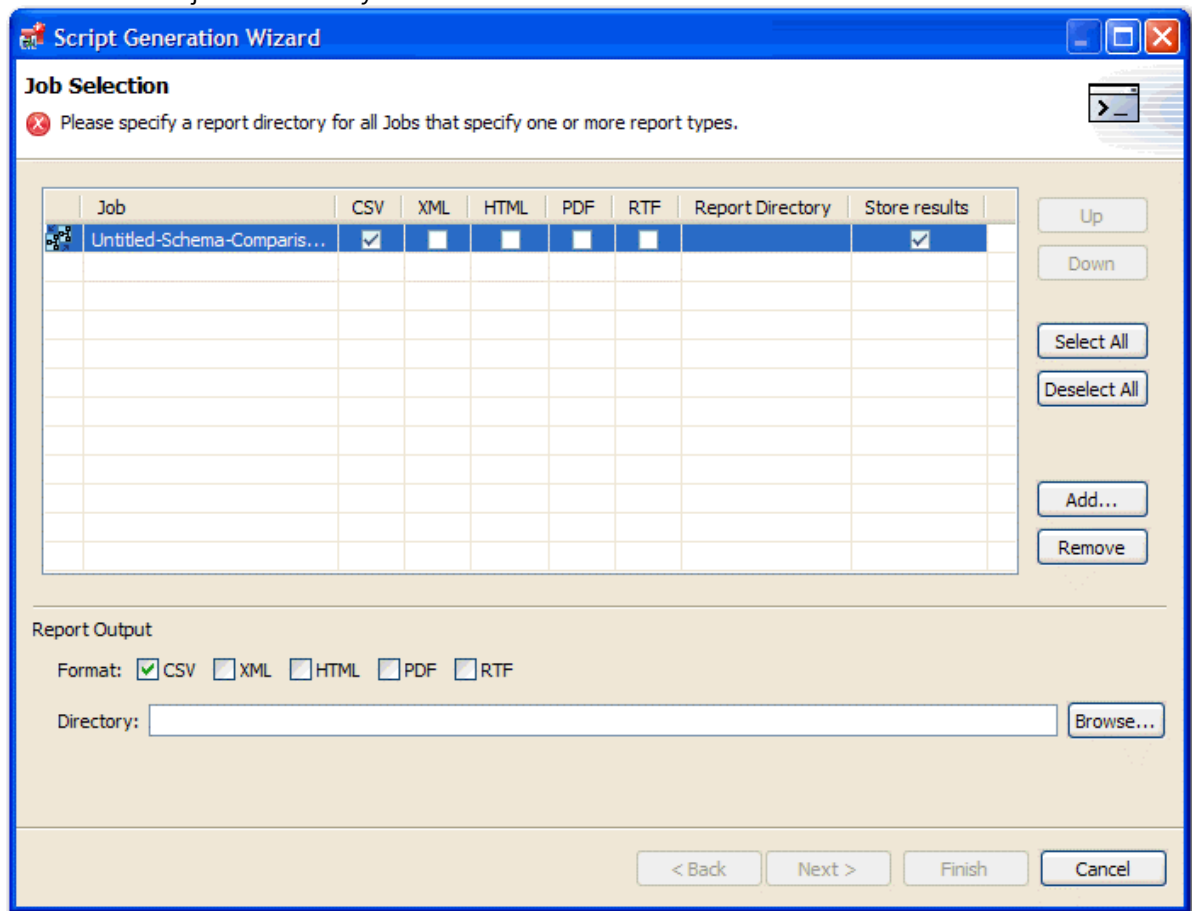 Script Generation Wizard
Job Selection
Please specify a report directory for all Jobs that specify one or more report types.
Job CSV XML HTML PDF RTF Report Directory Store results
Untitled-Schema-Comparis...
Up
Down
Select All
Deselect All
Add...
Remove
Report Output
Format: CSV XML HTML PDF RTF
Directory: Browse...
< Back Next > Finish Cancel